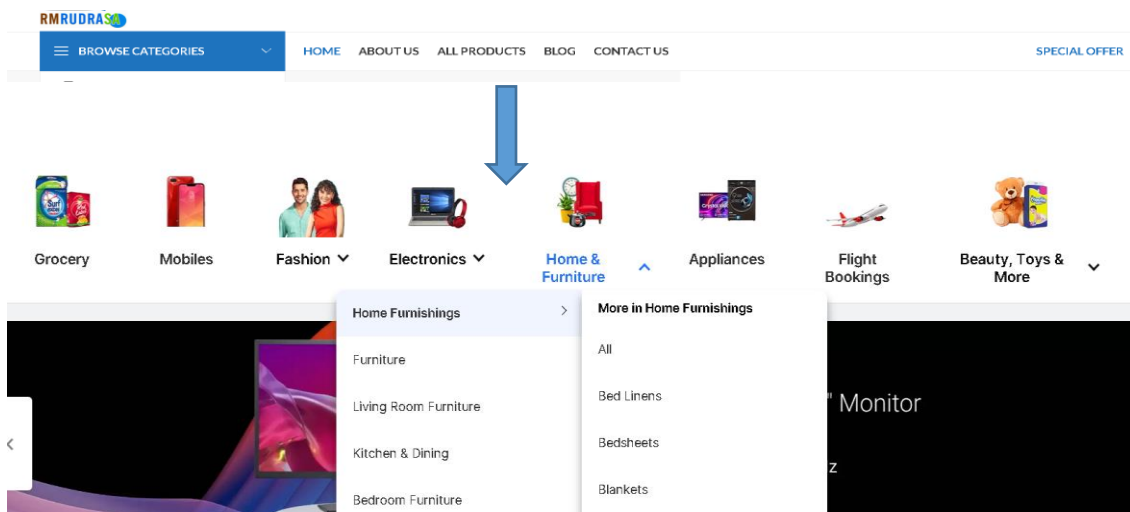 RMRUDRASA
BROWSE CATEGORIES
HOME ABOUT US ALL PRODUCTS BLOG CONTACT US
SPECIAL OFFER
Surf
Grocery
Mobiles
Fashion
Electronics
Home &
Furniture
Appliances
Flight
Bookings
Beauty, Toys &
More
Home Furnishings
Furniture
Living Room Furniture
Kitchen & Dining
Bedroom Furniture
More in Home Furnishings
All
Bed Linens
Bedsheets
Blankets
" Monitor
z